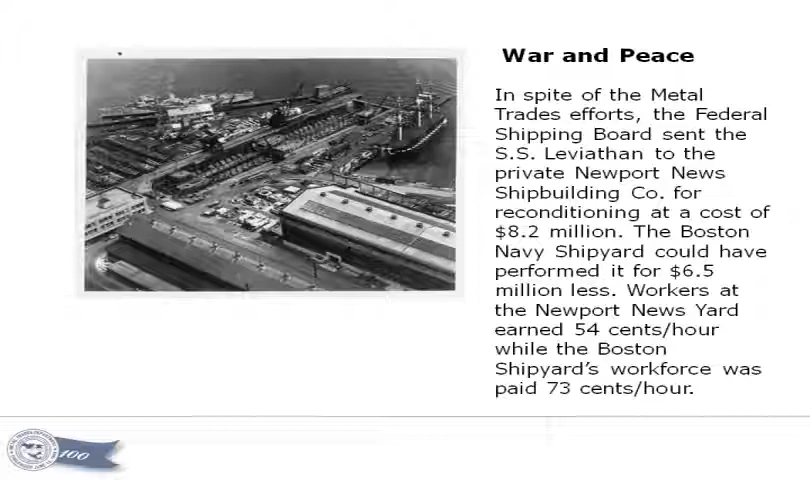 War and Peace
In spite of the Metal
Trades efforts, the Federal
Shipping Board sent the
S.S. Leviathan to the
private Newport News
Shipbuilding Co. for
reconditioning at a cost of
$8.2 million. The Boston
Navy Shipyard could have
performed it for $6.5
million less. Workers at
the Newport News Yard
earned 54 cents/hour
while the Boston
Shipyard's workforce was
paid 73 cents/hour.
100